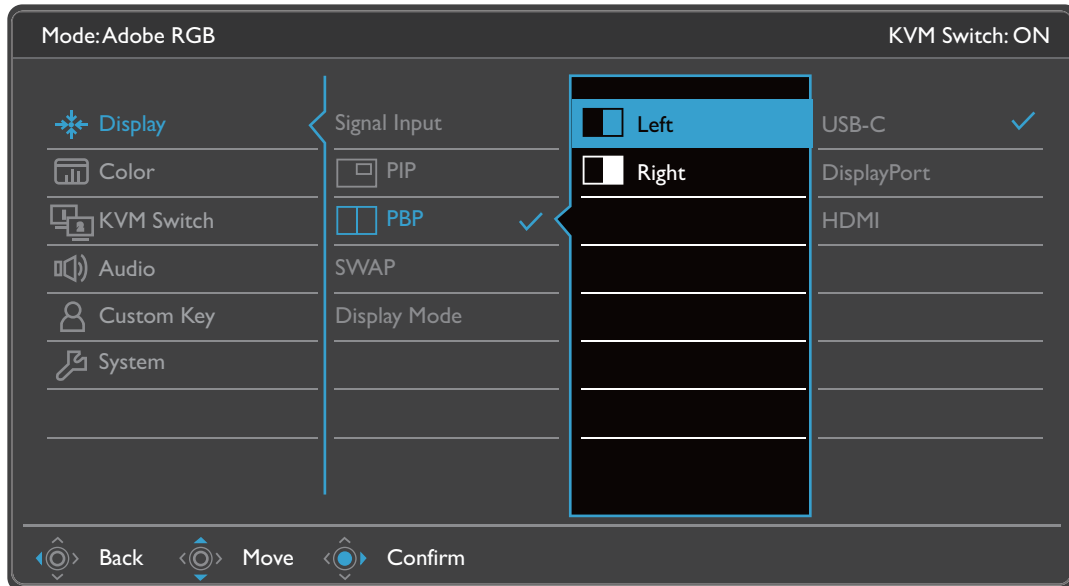 Mode: Adobe RGB
KVM Switch: ON
Display
Color
KVM Switch
Audio
Custom Key
System
Signal Input
PIP
PBP
SWAP
Display Mode
Left
Right
USB-C
DisplayPort
HDMI
Back
Move
Confirm